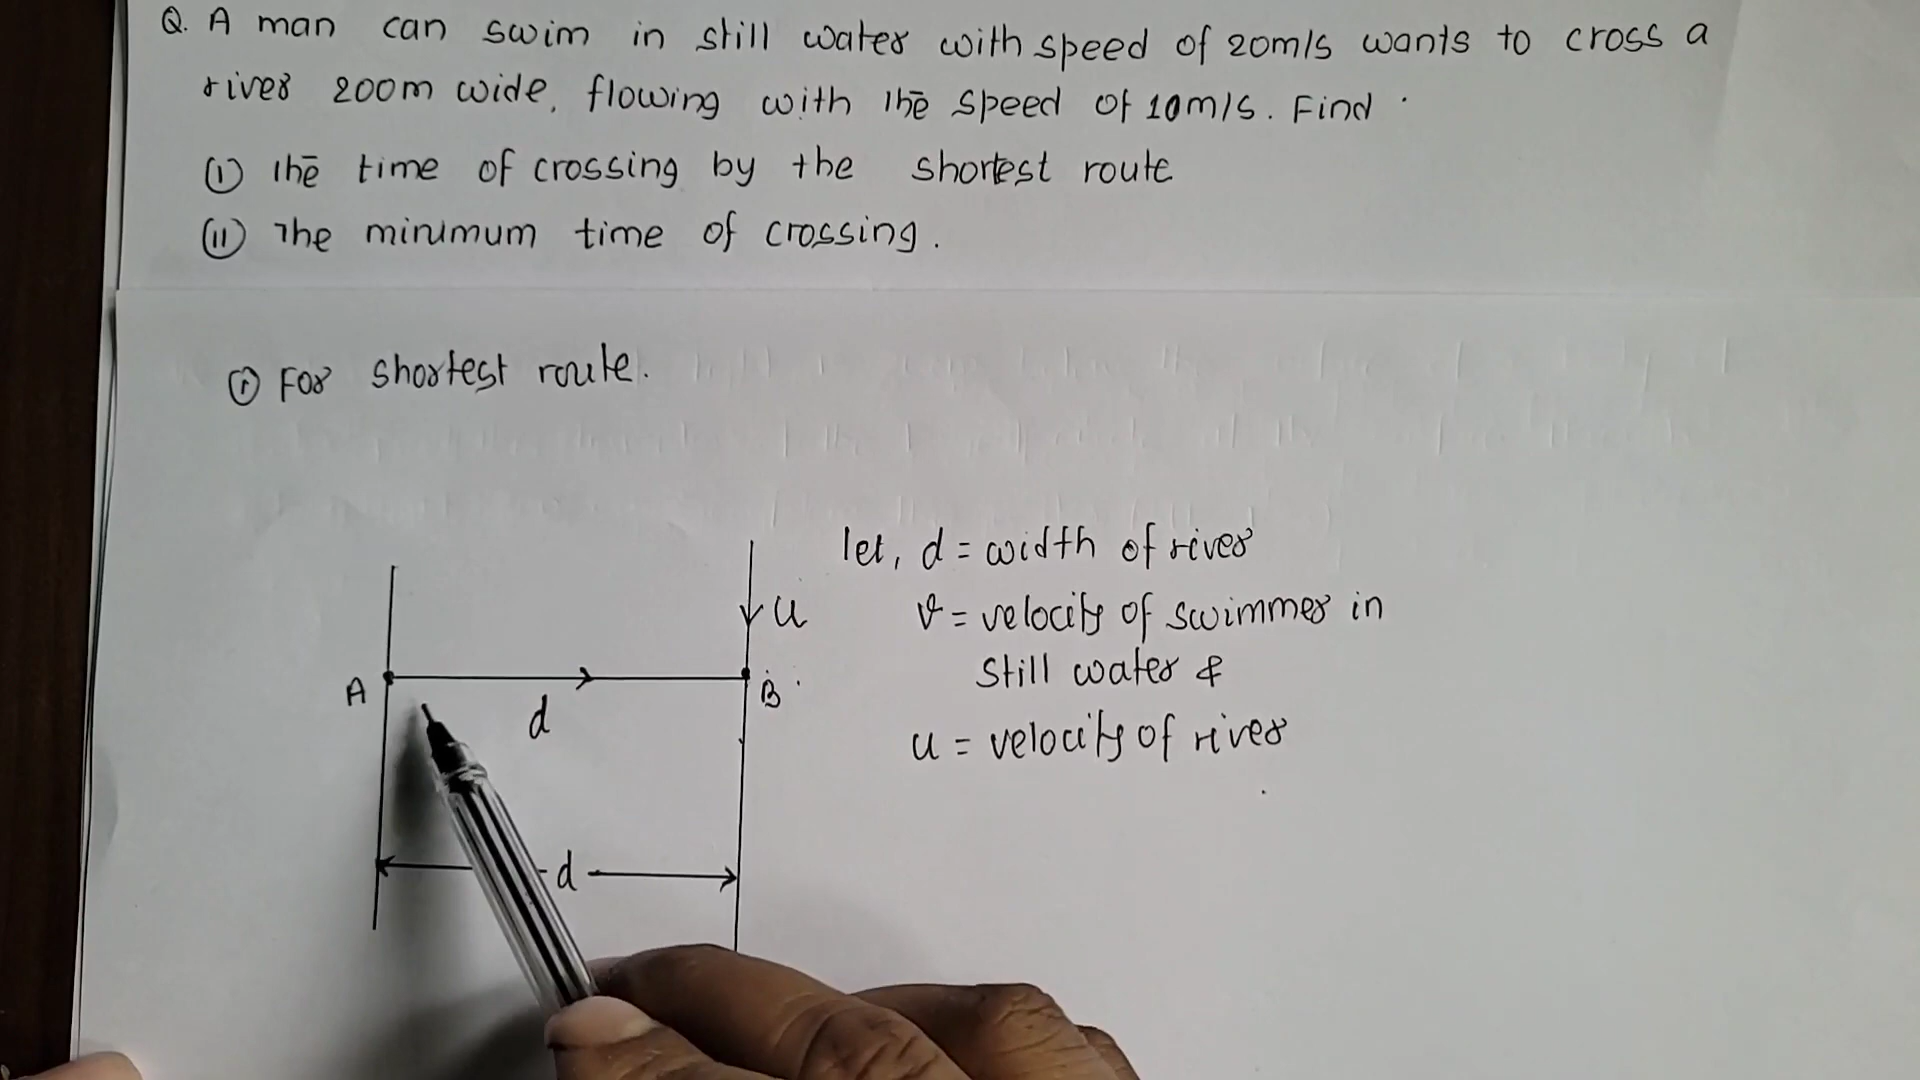 Q. A man can swim in still water with speed of 20m/s wants to cross a
river 200m wide, flowing with the speed of 10m/s. Find
(i) The time of crossing by the shortest route
(ii) The minimum time of crossing.
(i) For shortest route.
let, d = width of river
v = velocity of swimmer in
still water &
u = velocity of river
u
A
B
d
d